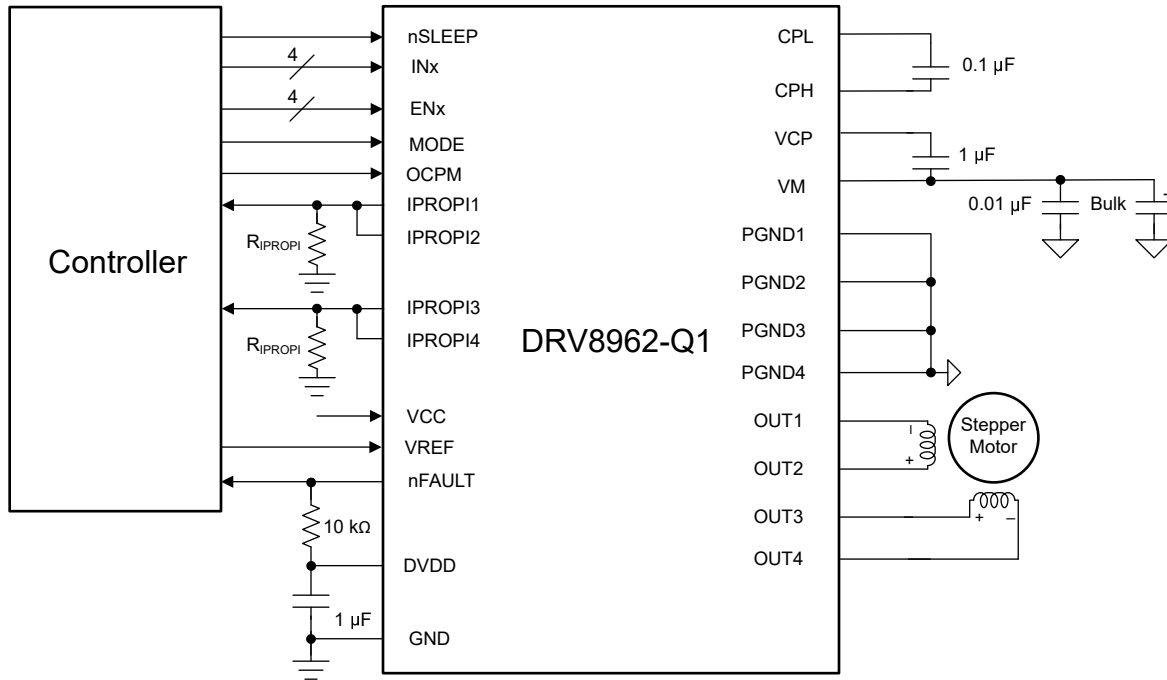 Controller
4
4
nSLEEP
INx
ENx
MODE
OCPM
IPROPI1
IPROPI2
RIPROPI
IPROPI3
IPROPI4
RIPROPI
VCC
VREF
nFAULT
10 kΩ
DVDD
1 µF
GND
DRV8962-Q1
CPL
CPH
VCP
VM
PGND1
PGND2
PGND3
PGND4
OUT1
OUT2
OUT3
OUT4
0.1 µF
1 µF
0.01 µF
Bulk
+
–
+
Stepper
Motor
+
–